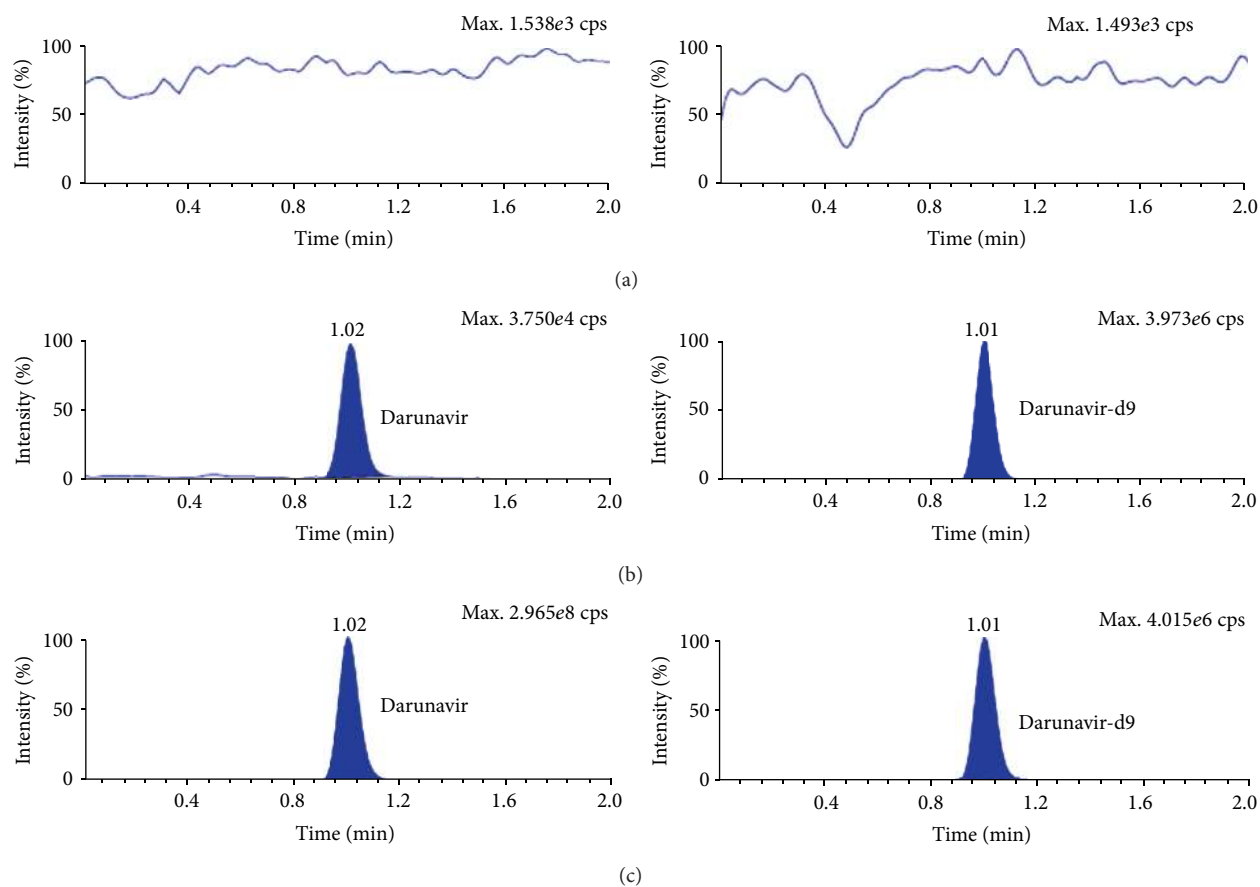 Max. 1.538e3 cps
100
50
0
Intensity (%)
0.4 0.8 1.2 1.6 2.0
Time (min)
Max. 1.493e3 cps
100
50
0
Intensity (%)
0.4 0.8 1.2 1.6 2.0
Time (min)
(a)
Max. 3.750e4 cps
1.02
Darunavir
100
50
0
Intensity (%)
0.4 0.8 1.2 1.6 2.0
Time (min)
Max. 3.973e6 cps
1.01
Darunavir-d9
100
50
0
Intensity (%)
0.4 0.8 1.2 1.6 2.0
Time (min)
(b)
Max. 2.965e8 cps
1.02
Darunavir
100
50
0
Intensity (%)
0.4 0.8 1.2 1.6 2.0
Time (min)
Max. 4.015e6 cps
1.01
Darunavir-d9
100
50
0
Intensity (%)
0.4 0.8 1.2 1.6 2.0
Time (min)
(c)